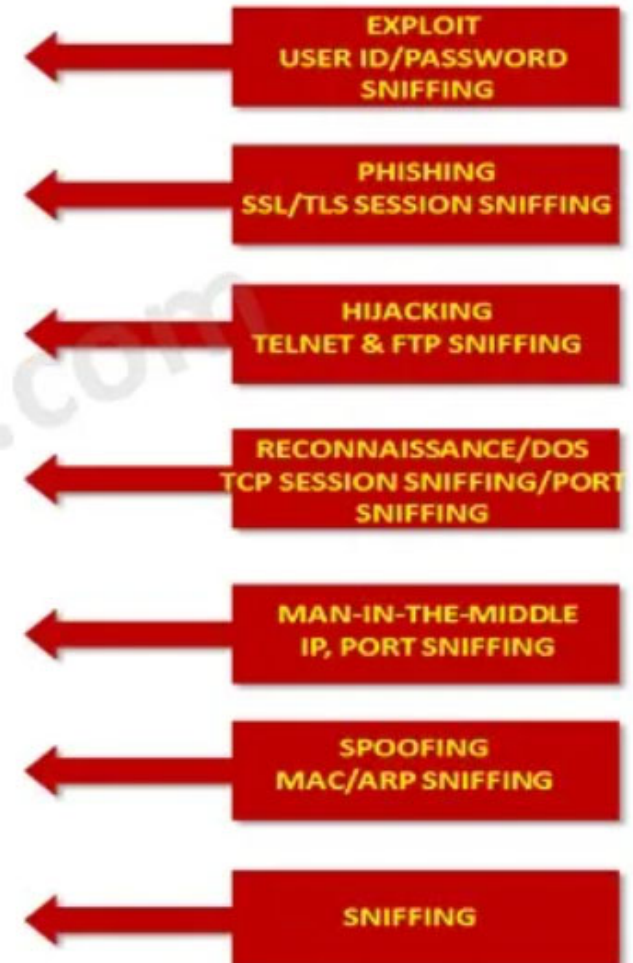 EXPLOIT
USER ID/PASSWORD
SNIFFING
PHISHING
SSL/TLS SESSION SNIFFING
HIJACKING
TELNET & FTP SNIFFING
.com
RECONNAISSANCE/DOS
TCP SESSION SNIFFING/PORT
SNIFFING
MAN-IN-THE-MIDDLE
IP, PORT SNIFFING
SPOOFING
MAC/ARP SNIFFING
SNIFFING